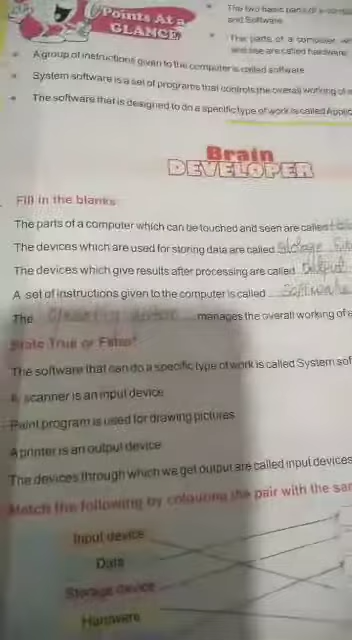 Points At a
GLANCE
The two basic parts of a
and Software.
The parts of a computer
and see are called hardware.
A group of instructions given to the computer is called software.
System software is a set of programs that controls the overall working of
The software that is designed to do a specific type of work is called Applic
Brain
DEVELOPER
Fill in the blanks
The parts of a computer which can be touched and seen are called
The devices which are used for storing data are called storage
The devices which give results after processing are called output
A set of instructions given to the computer is called software
The manages the overall working of
State True or False?
The software that can do a specific type of work is called System sof
A scanner is an input device
Paint program is used for drawing pictures
A printer is an output device
The devices through which we get output are called input devices
Match the following by colouring the pair with the
Input device
Data
Storage device
Hardware